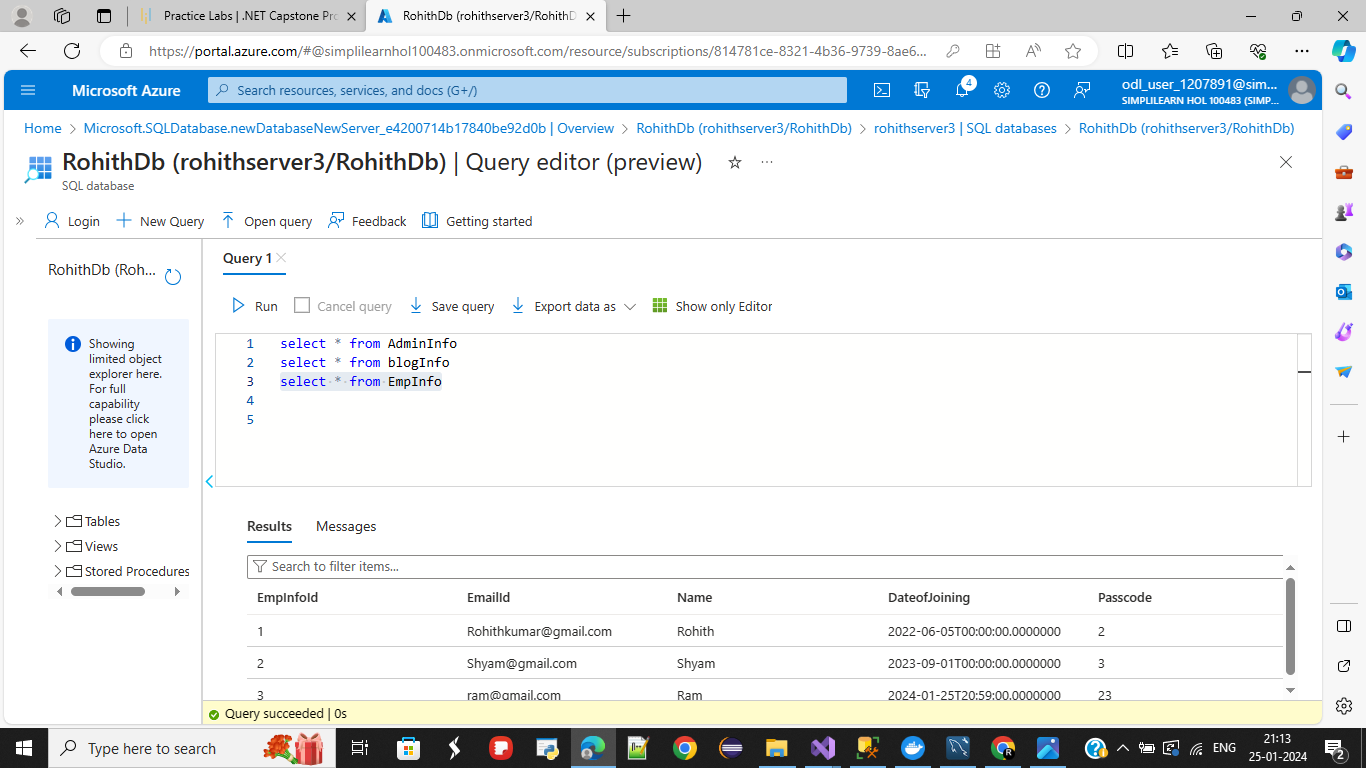 Practice Labs | .NET Capstone Pro
RohithDb (rohithserver3/RohithD
https://portal.azure.com/#@simplilearnhol100483.onmicrosoft.com/resource/subscriptions/814781ce-8321-4b36-9739-8ae6...
Microsoft Azure
Search resources, services, and docs (G+/)
4
odl_user_1207891@sim...
SIMPLILEARN HOL 100483 (SIMP...
Home > Microsoft.SQLDatabase.newDatabaseNewServer_e4200714b17840be92d0b | Overview > RohithDb (rohithserver3/RohithDb) > rohithserver3 | SQL databases > RohithDb (rohithserver3/RohithDb)
RohithDb (rohithserver3/RohithDb) | Query editor (preview)
SQL database
Login
New Query
Open query
Feedback
Getting started
RohithDb (Roh...
Showing
limited object
explorer here.
For full
capability
please click
here to open
Azure Data
Studio.
Tables
Views
Stored Procedures
Query 1
Run
Cancel query
Save query
Export data as
Show only Editor
1 select * from AdminInfo
2 select * from blogInfo
3 select * from EmpInfo
4
5
Results
Messages
Search to filter items...
EmpInfoId EmailId Name DateofJoining Passcode
1 Rohithkumar@gmail.com Rohith 2022-06-05T00:00:00.0000000 2
2 Shyam@gmail.com Shyam 2023-09-01T00:00:00.0000000 3
3 ram@gmail.com Ram 2024-01-25T20:59:00.0000000 23
Query succeeded | 0s
Type here to search
ENG
21:13
25-01-2024
2